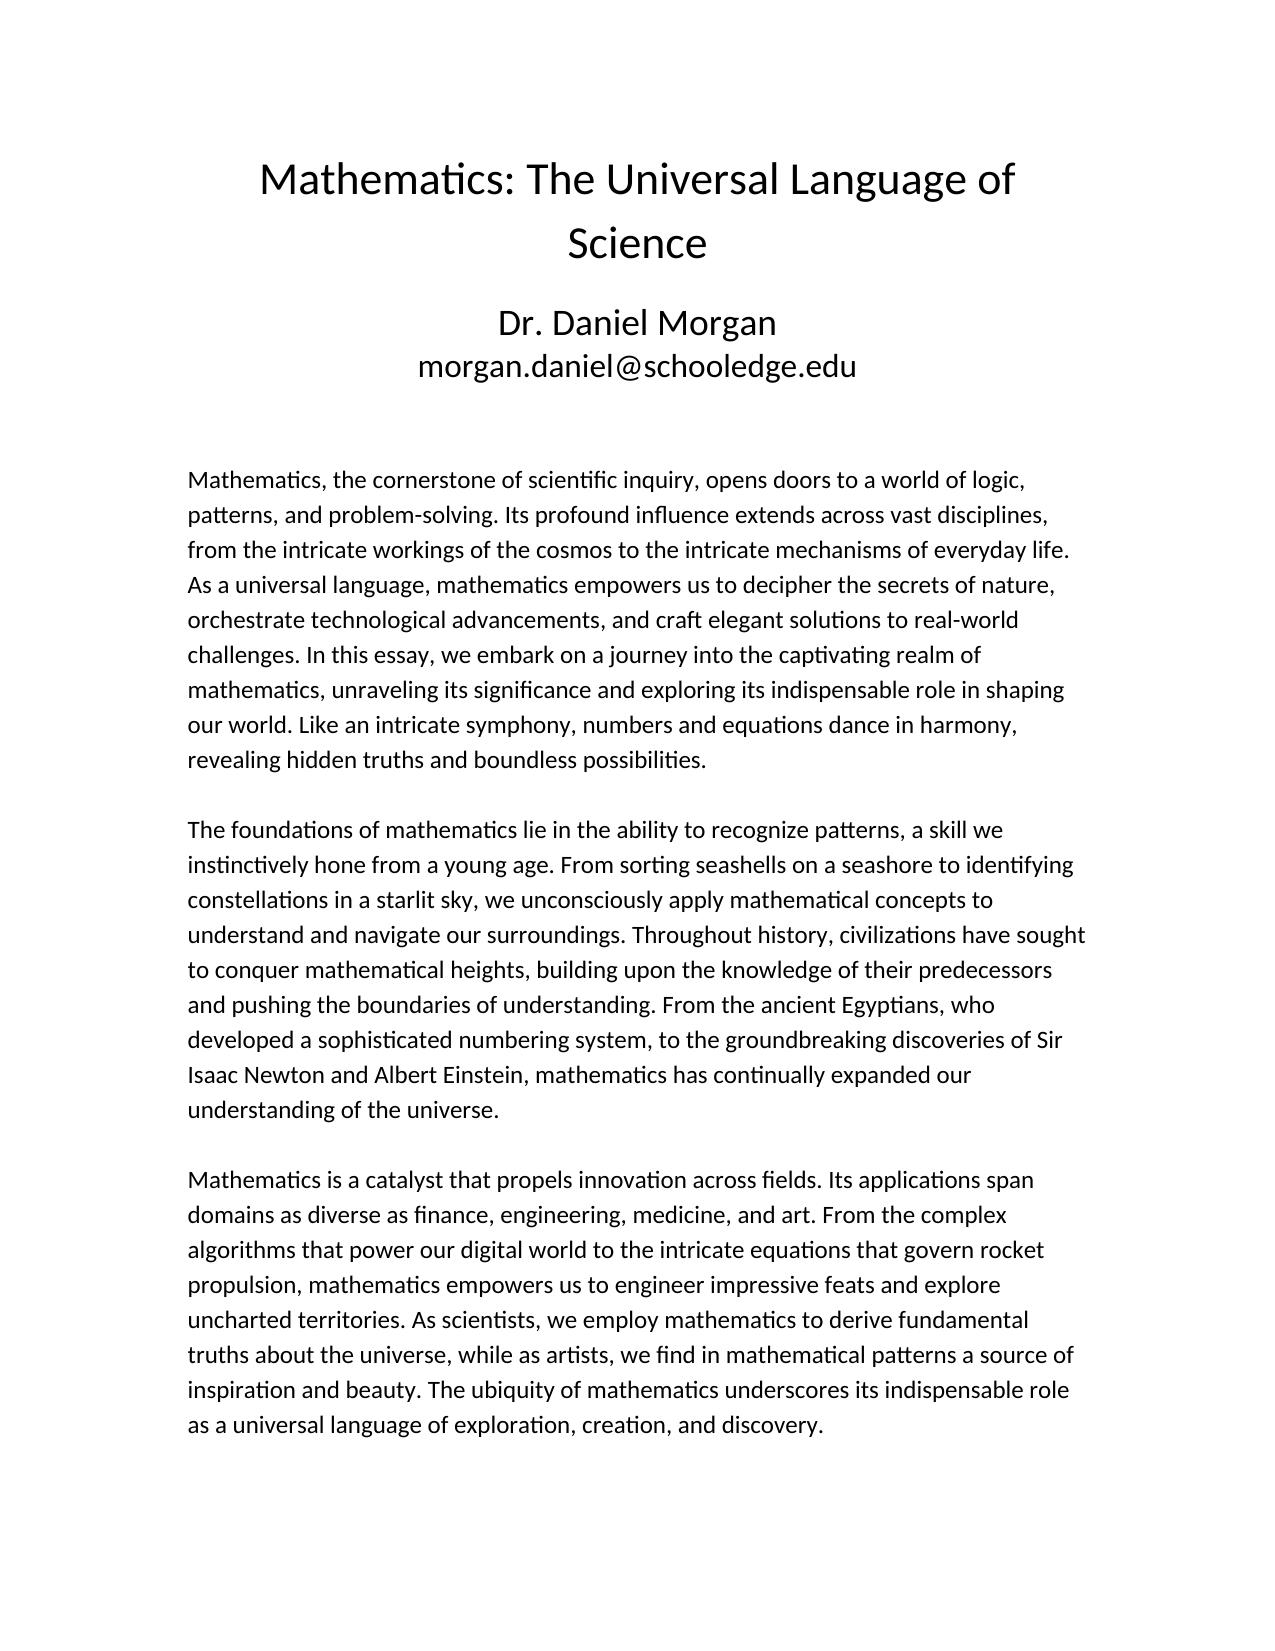 Mathematics: The Universal Language of
Science
Dr. Daniel Morgan
morgan.daniel@schooledge.edu
Mathematics, the cornerstone of scientific inquiry, opens doors to a world of logic,
patterns, and problem-solving. Its profound influence extends across vast disciplines,
from the intricate workings of the cosmos to the intricate mechanisms of everyday life.
As a universal language, mathematics empowers us to decipher the secrets of nature,
orchestrate technological advancements, and craft elegant solutions to real-world
challenges. In this essay, we embark on a journey into the captivating realm of
mathematics, unraveling its significance and exploring its indispensable role in shaping
our world. Like an intricate symphony, numbers and equations dance in harmony,
revealing hidden truths and boundless possibilities.
The foundations of mathematics lie in the ability to recognize patterns, a skill we
instinctively hone from a young age. From sorting seashells on a seashore to identifying
constellations in a starlit sky, we unconsciously apply mathematical concepts to
understand and navigate our surroundings. Throughout history, civilizations have sought
to conquer mathematical heights, building upon the knowledge of their predecessors
and pushing the boundaries of understanding. From the ancient Egyptians, who
developed a sophisticated numbering system, to the groundbreaking discoveries of Sir
Isaac Newton and Albert Einstein, mathematics has continually expanded our
understanding of the universe.
Mathematics is a catalyst that propels innovation across fields. Its applications span
domains as diverse as finance, engineering, medicine, and art. From the complex
algorithms that power our digital world to the intricate equations that govern rocket
propulsion, mathematics empowers us to engineer impressive feats and explore
uncharted territories. As scientists, we employ mathematics to derive fundamental
truths about the universe, while as artists, we find in mathematical patterns a source of
inspiration and beauty. The ubiquity of mathematics underscores its indispensable role
as a universal language of exploration, creation, and discovery.